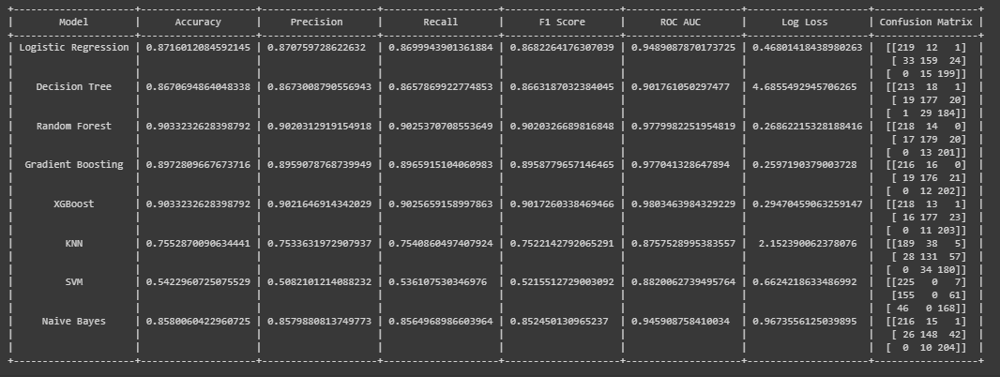 Model | Accuracy | Precision | Recall | F1 Score | ROC AUC | Log Loss | Confusion Matrix
Logistic Regression | 0.8716012084592145 | 0.870759728622632 | 0.8699943901361884 | 0.8682264176307039 | 0.9489087870173725 | 0.46801418438980263 | [[219 12 1]
[ 33 159 24]
[ 0 15 199]]
Decision Tree | 0.8670694864048338 | 0.8673008790556943 | 0.8657869922774853 | 0.8663187032384045 | 0.901761050297477 | 4.6855492945706265 | [[213 18 1]
[ 19 177 20]
[ 1 29 184]]
Random Forest | 0.9033232628398792 | 0.9020312919154918 | 0.9025370708553649 | 0.9020326689816848 | 0.9779982251954819 | 0.26862215328188416 | [[218 14 0]
[ 17 179 20]
[ 0 13 201]]
Gradient Boosting | 0.8972809667673716 | 0.8959078768739949 | 0.8965915104060983 | 0.8958779657146465 | 0.977041328647894 | 0.2597190379003728 | [[216 16 0]
[ 19 176 21]
[ 0 12 202]]
XGBoost | 0.9033232628398792 | 0.9021646914342029 | 0.9025659158997863 | 0.9017260338469466 | 0.9803463984329229 | 0.29470459063259147 | [[218 13 1]
[ 16 177 23]
[ 0 11 203]]
KNN | 0.7552870090634441 | 0.7533631972907937 | 0.7540860497407924 | 0.7522142792065291 | 0.8757528995383557 | 2.152390062378076 | [[189 38 5]
[ 28 131 57]
[ 0 34 180]]
SVM | 0.5422960725075529 | 0.5082101214088232 | 0.536107530346976 | 0.5215512729003092 | 0.8820062739495764 | 0.6624218633486992 | [[225 0 7]
[155 0 61]
[ 46 0 168]]
Naive Bayes | 0.8580060422960725 | 0.8579880813749773 | 0.8564968986603964 | 0.852450130965237 | 0.945908758410034 | 0.9673556125039895 | [[216 15 1]
[ 26 148 42]
[ 0 10 204]]